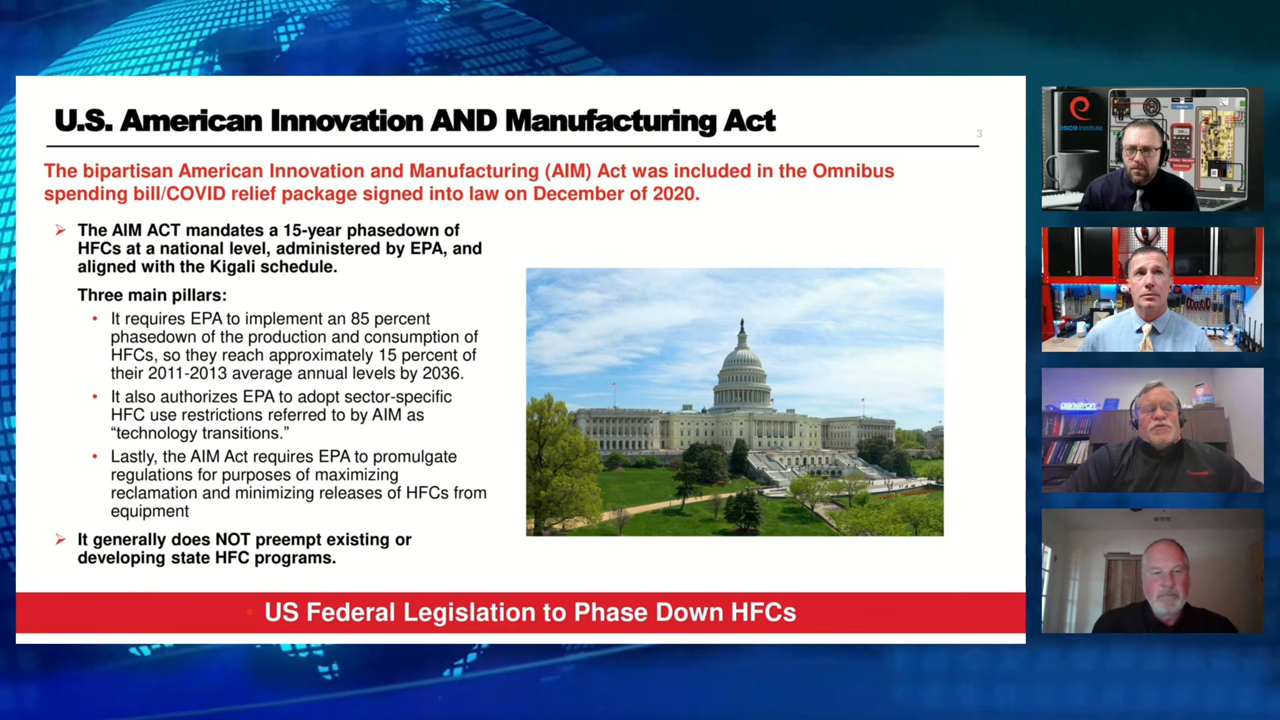 U.S. American Innovation AND Manufacturing Act
3
The bipartisan American Innovation and Manufacturing (AIM) Act was included in the Omnibus
spending bill/COVID relief package signed into law on December of 2020.
➢ The AIM ACT mandates a 15-year phasedown of
HFCs at a national level, administered by EPA, and
aligned with the Kigali schedule.
Three main pillars:
• It requires EPA to implement an 85 percent
phasedown of the production and consumption of
HFCs, so they reach approximately 15 percent of
their 2011-2013 average annual levels by 2036.
• It also authorizes EPA to adopt sector-specific
HFC use restrictions referred to by AIM as
“technology transitions.”
• Lastly, the AIM Act requires EPA to promulgate
regulations for purposes of maximizing
reclamation and minimizing releases of HFCs from
equipment
➢ It generally does NOT preempt existing or
developing state HFC programs.
• US Federal Legislation to Phase Down HFCs
esco institute